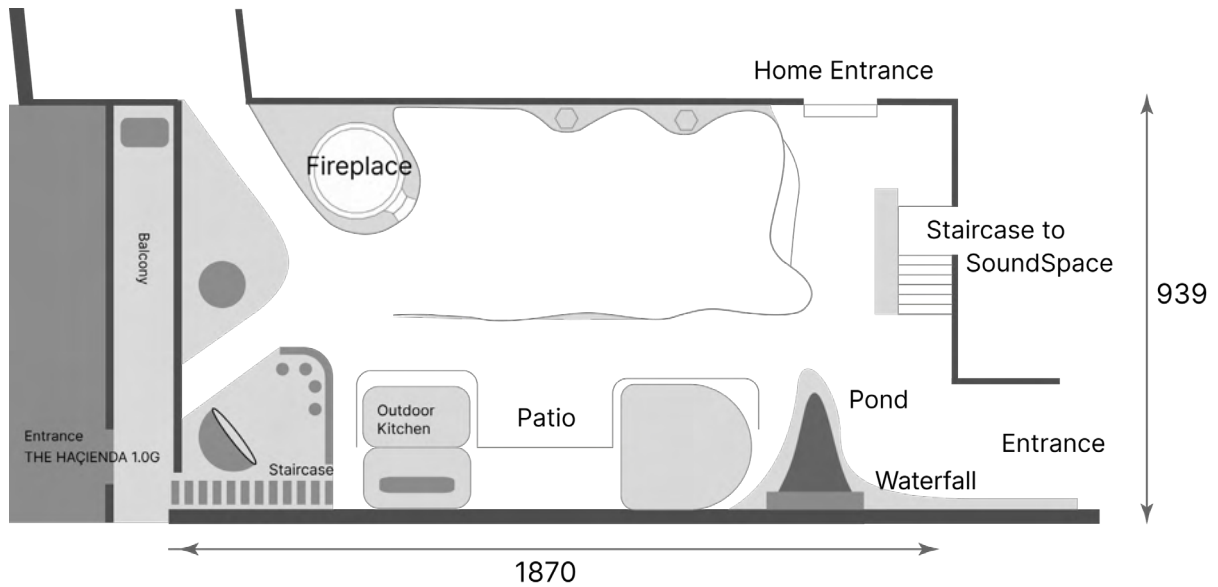 Home Entrance
Fireplace
Balcony
Staircase to
SoundSpace
939
Outdoor
Kitchen
Patio
Pond
Entrance
THE HAÇIENDA 1.0G
Entrance
Staircase
Waterfall
1870